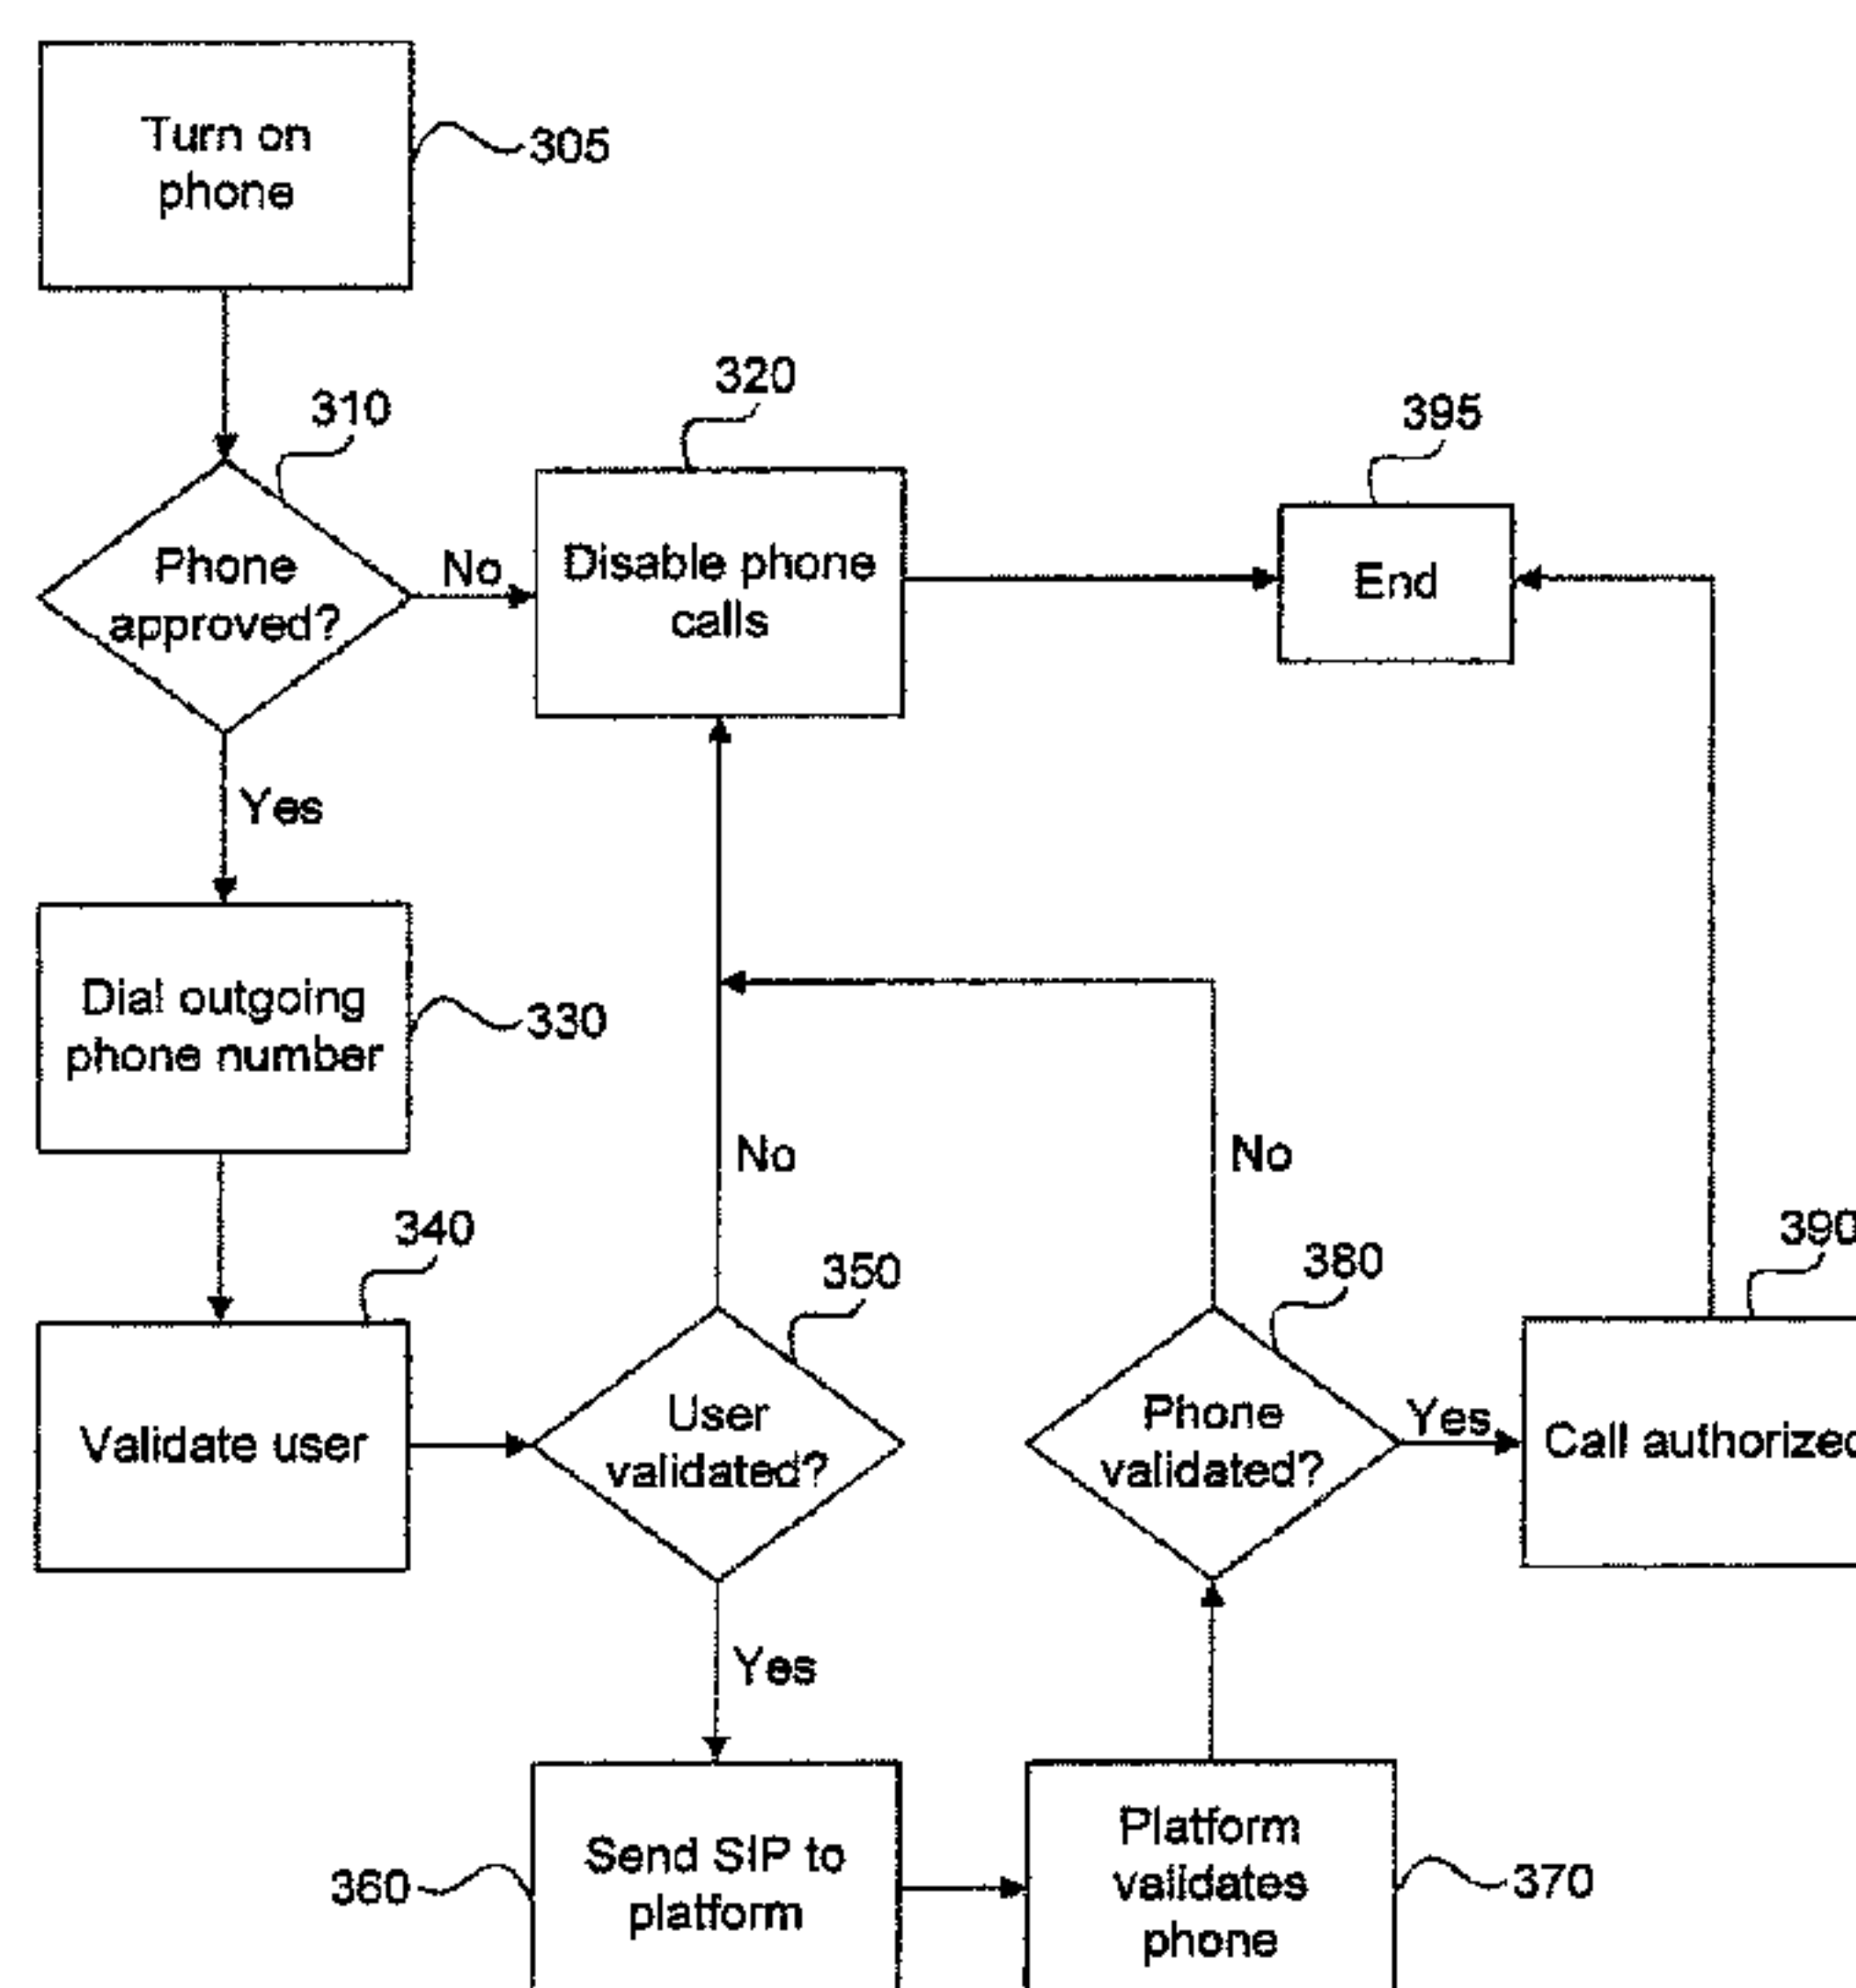 Turn on
phone
305
310
320
395
Phone
approved?
No
Disable phone
calls
End
Yes
Dial outgoing
phone number
330
No
No
340
350
380
390
Validate user
User
validated?
Phone
validated?
Yes
Call authorized
Yes
360
Send SIP to
platform
Platform
validates
phone
370